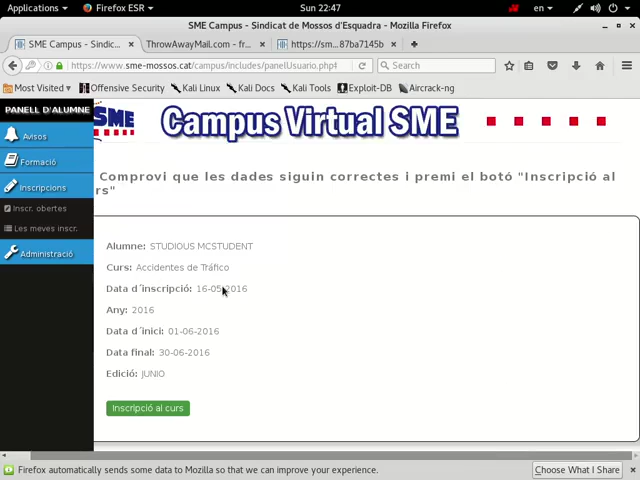 Applications Firefox ESR Sun 22:47 en
SME Campus - Sindicat de Mossos d'Esquadra - Mozilla Firefox
SME Campus - Sindic... ThrowAwayMail.com - fr... https://sm...87ba7145b
https://www.sme-mossos.cat/campus/includes/panelUsuario.php# Search
Most Visited Offensive Security Kali Linux Kali Docs Kali Tools Exploit-DB Aircrack-ng
PANELL D'ALUMNE
SME Campus Virtual SME
Avisos
Formació
Inscripcions
Inscr. obertes
Les meves inscr.
Administració
Comprovi que les dades siguin correctes i premi el botó "Inscripció al
rs"
Alumne: STUDIOUS MCSTUDENT
Curs: Accidentes de Tráfico
Data d´inscripció: 16-05-2016
Any: 2016
Data d´inici: 01-06-2016
Data final: 30-06-2016
Edició: JUNIO
Inscripció al curs
Firefox automatically sends some data to Mozilla so that we can improve your experience. Choose What I Share